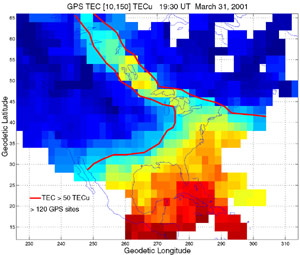 GPS TEC [10,150] TECu 19:30 UT March 31, 2001
Geodetic Latitude
65
60
55
50
45
40
35
30
25
20
15
TEC > 50 TECu
> 120 GPS sites
230 240 250 260 270 280 290 300 310
Geodetic Longitude